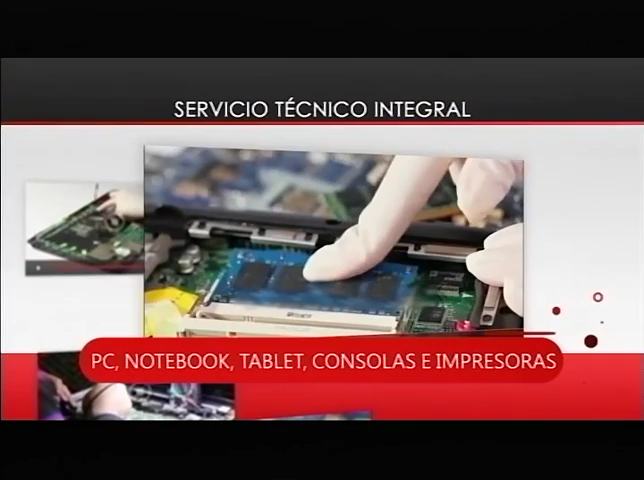 SERVICIO TÉCNICO INTEGRAL
PC, NOTEBOOK, TABLET, CONSOLAS E IMPRESORAS